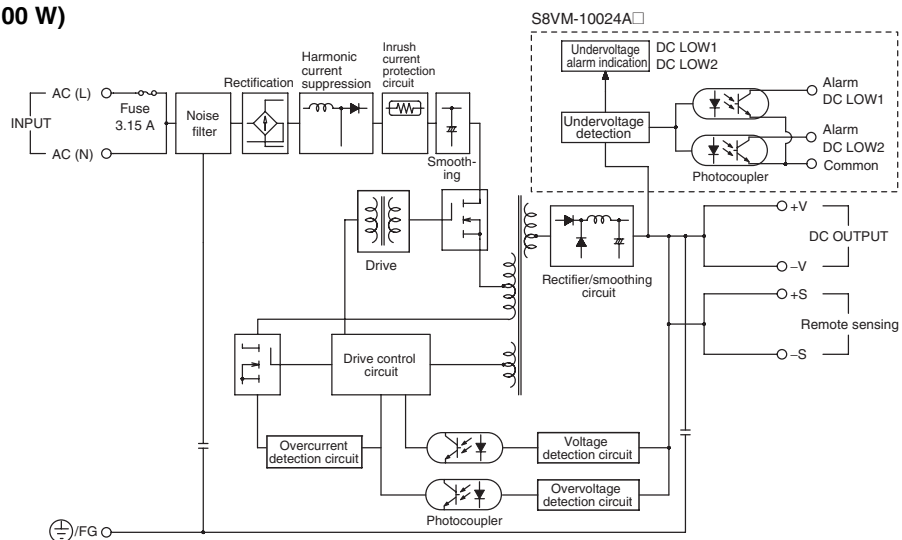 00 W)
S8VM-10024A□
Undervoltage
alarm indication
DC LOW1
DC LOW2
Undervoltage
detection
Alarm
DC LOW1
Alarm
DC LOW2
Common
Photocoupler
INPUT
AC (L)
AC (N)
Fuse
3.15 A
Noise
filter
Rectification
Harmonic
current
suppression
Inrush
current
protection
circuit
Smooth-
ing
Drive
Rectifier/smoothing
circuit
+V
DC OUTPUT
–V
+S
Remote sensing
–S
Drive control
circuit
Overcurrent
detection circuit
Voltage
detection circuit
Overvoltage
detection circuit
Photocoupler
/FG